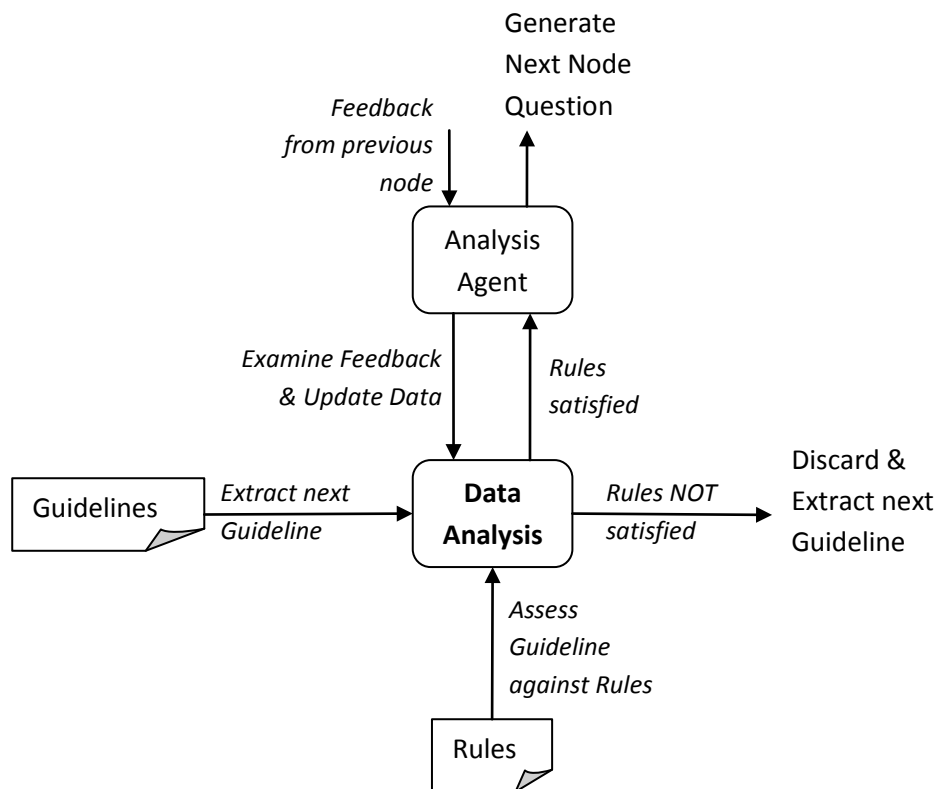 Generate
Next Node
Question
Feedback
from previous
node
Analysis
Agent
Examine Feedback
& Update Data
Rules
satisfied
Guidelines
Extract next
Guideline
Data
Analysis
Rules NOT
satisfied
Discard &
Extract next
Guideline
Assess
Guideline
against Rules
Rules